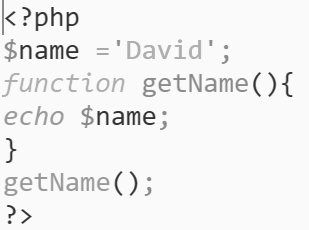 <?php
$name ='David';
function getName(){
echo $name;
}
getName();
?>